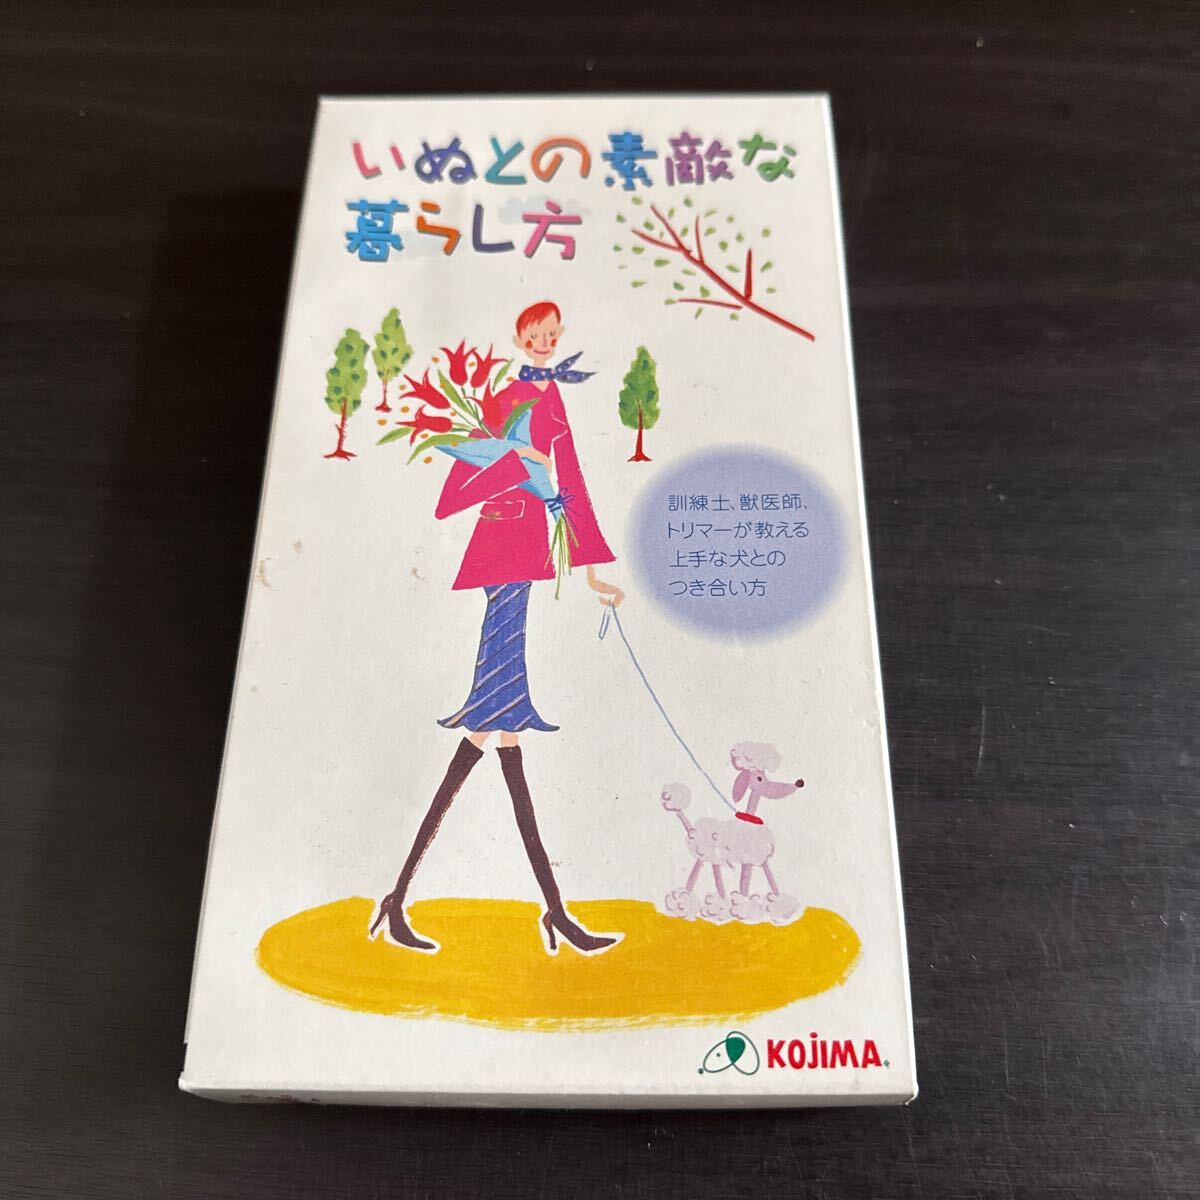 いぬとの素敵な
暮らし方
訓練士、獣医師、
トリマーが教える
上手な犬との
つき合い方
KOJIMA